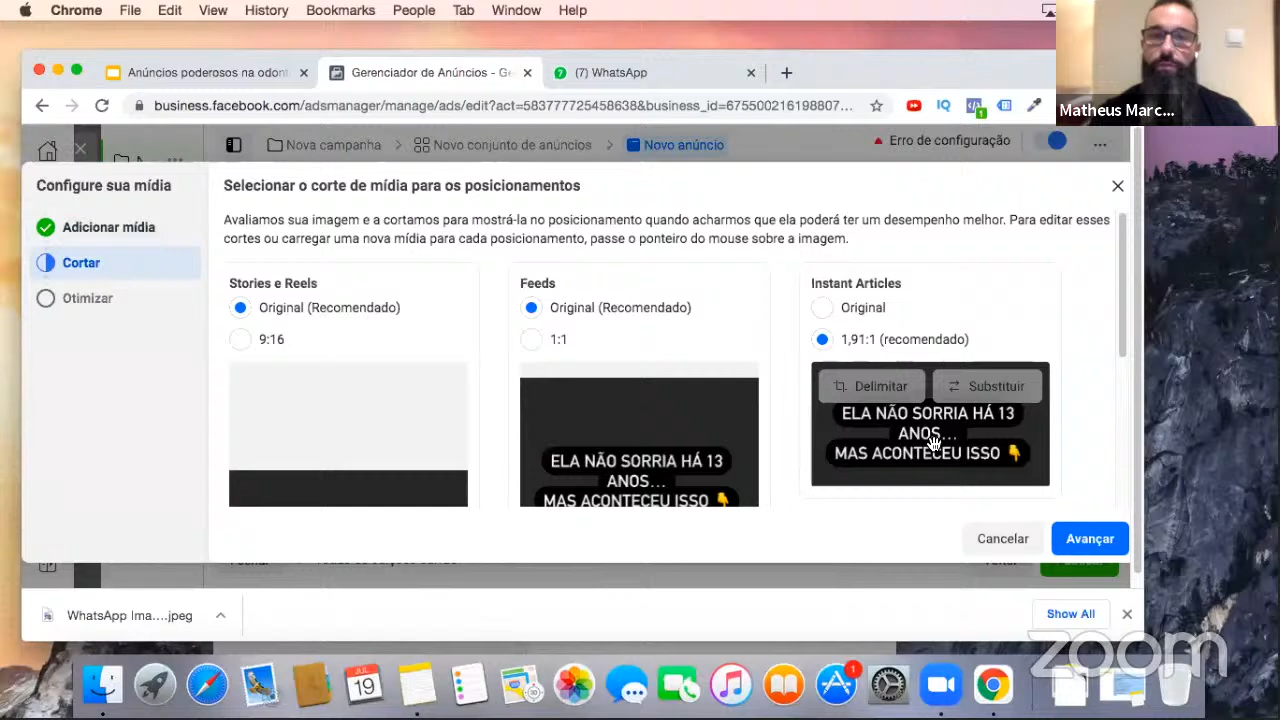 Chrome File Edit View History Bookmarks People Tab Window Help
Matheus Marc...
Anúncios poderosos na odont
Gerenciador de Anúncios - Ge
(7) WhatsApp
business.facebook.com/adsmanager/manage/ads/edit?act=583777725458638&business_id=675500216198807...
IQ
1
Nova campanha
Novo conjunto de anúncios
Novo anúncio
Erro de configuração
Configure sua mídia
Adicionar mídia
Cortar
Otimizar
Selecionar o corte de mídia para os posicionamentos
Avaliamos sua imagem e a cortamos para mostrá-la no posicionamento quando acharmos que ela poderá ter um desempenho melhor. Para editar esses
cortes ou carregar uma nova mídia para cada posicionamento, passe o ponteiro do mouse sobre a imagem.
Stories e Reels
Original (Recomendado)
9:16
Feeds
Original (Recomendado)
1:1
ELA NÃO SORRIA HÁ 13
ANOS...
MAS ACONTECEU ISSO 👇
Instant Articles
Original
1,91:1 (recomendado)
Delimitar
Substituir
ELA NÃO SORRIA HÁ 13
ANOS...
MAS ACONTECEU ISSO 👇
Cancelar
Avançar
WhatsApp Ima....jpeg
Show All
zoom
JUL
19
1